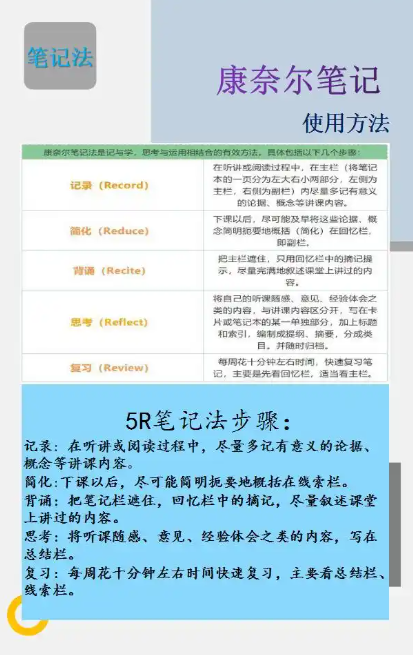 笔记法
康奈尔笔记
使用方法
康奈尔笔记法是记与学，思考与运用相结合的有效方法。具体包括以下几个步骤：
记录（Record）
在听讲或阅读过程中，在主栏（将笔记
本的一页分为左大右小两部分，左侧为
主栏，右侧为副栏）内尽量多记有意义
的论据、概念等讲课内容。
简化（Reduce）
下课以后，尽可能及早将这些论据、概
念简明扼要地概括（简化）在回忆栏，
即副栏。
背诵（Recite）
把主栏遮住，只用回忆栏中的摘记提
示，尽量完满地叙述课堂上讲过的内
容。
思考（Reflect）
将自己的听课随感、意见、经验体会之
类的内容，与讲课内容区分开，写在卡
片或笔记本的某一单独部分，加上标题
和索引，编制成提纲、摘要，分成类
目。并随时归档。
复习（Review）
每周花十分钟左右时间，快速复习笔
记，主要是先看回忆栏，适当看主栏。
5R笔记法步骤：
记录：在听讲或阅读过程中，尽量多记有意义的论据、
概念等讲课内容。
简化:下课以后，尽可能简明扼要地概括在线索栏。
背诵：把笔记栏遮住，回忆栏中的摘记，尽量叙述课堂
上讲过的内容。
思考：将听课随感、意见、经验体会之类的内容，写在
总结栏。
复习：每周花十分钟左右时间快速复习，主要看总结栏、
线索栏。